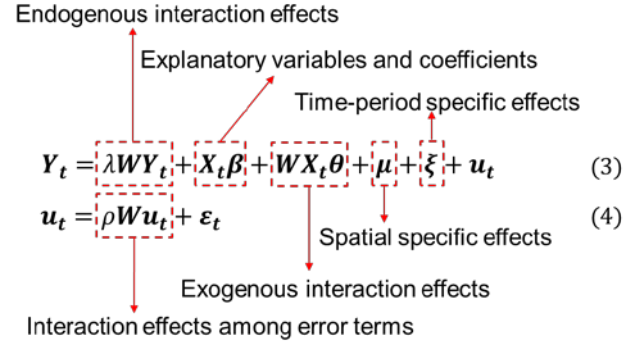 Endogenous interaction effects
Explanatory variables and coefficients
Time-period specific effects
Yₜ = λWYₜ + Xₜβ + WXₜθ + μ + ξ + uₜ (3)
uₜ = ρWuₜ + εₜ (4)
Spatial specific effects
Exogenous interaction effects
Interaction effects among error terms